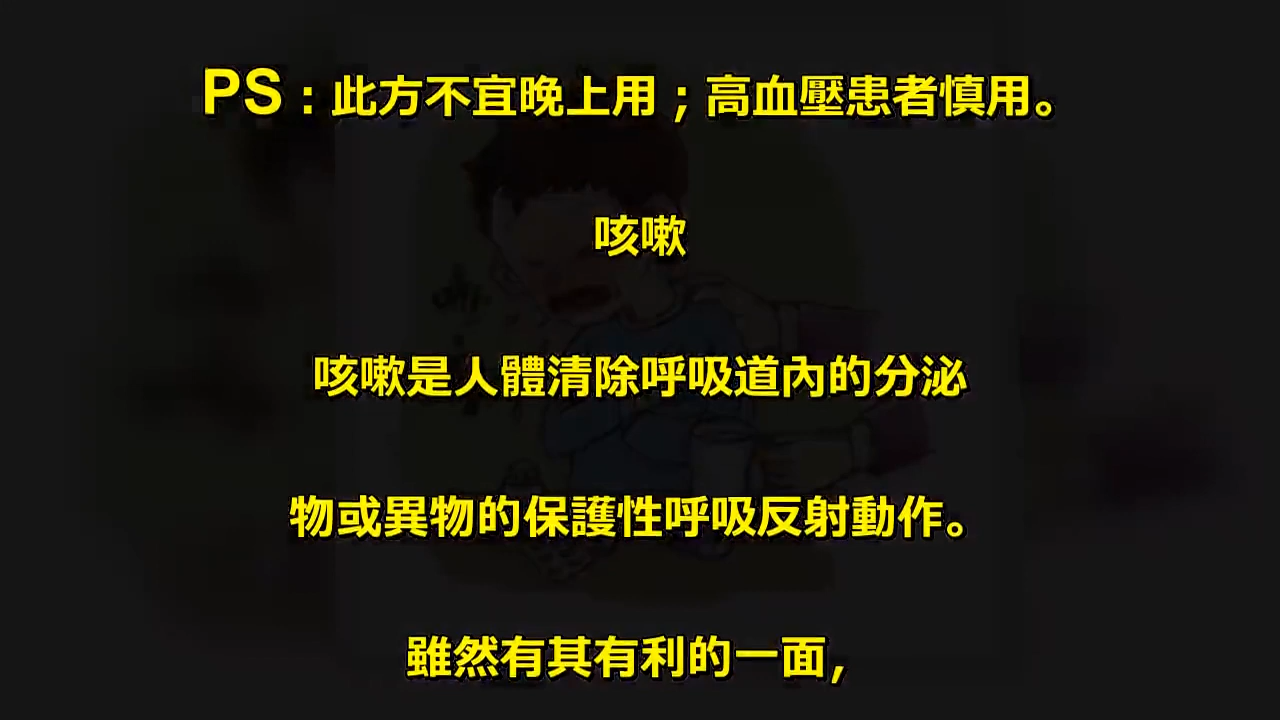 PS：此方不宜晚上用；高血壓患者慎用。
咳嗽
咳嗽是人體清除呼吸道內的分泌
物或異物的保護性呼吸反射動作。
雖然有其有利的一面，